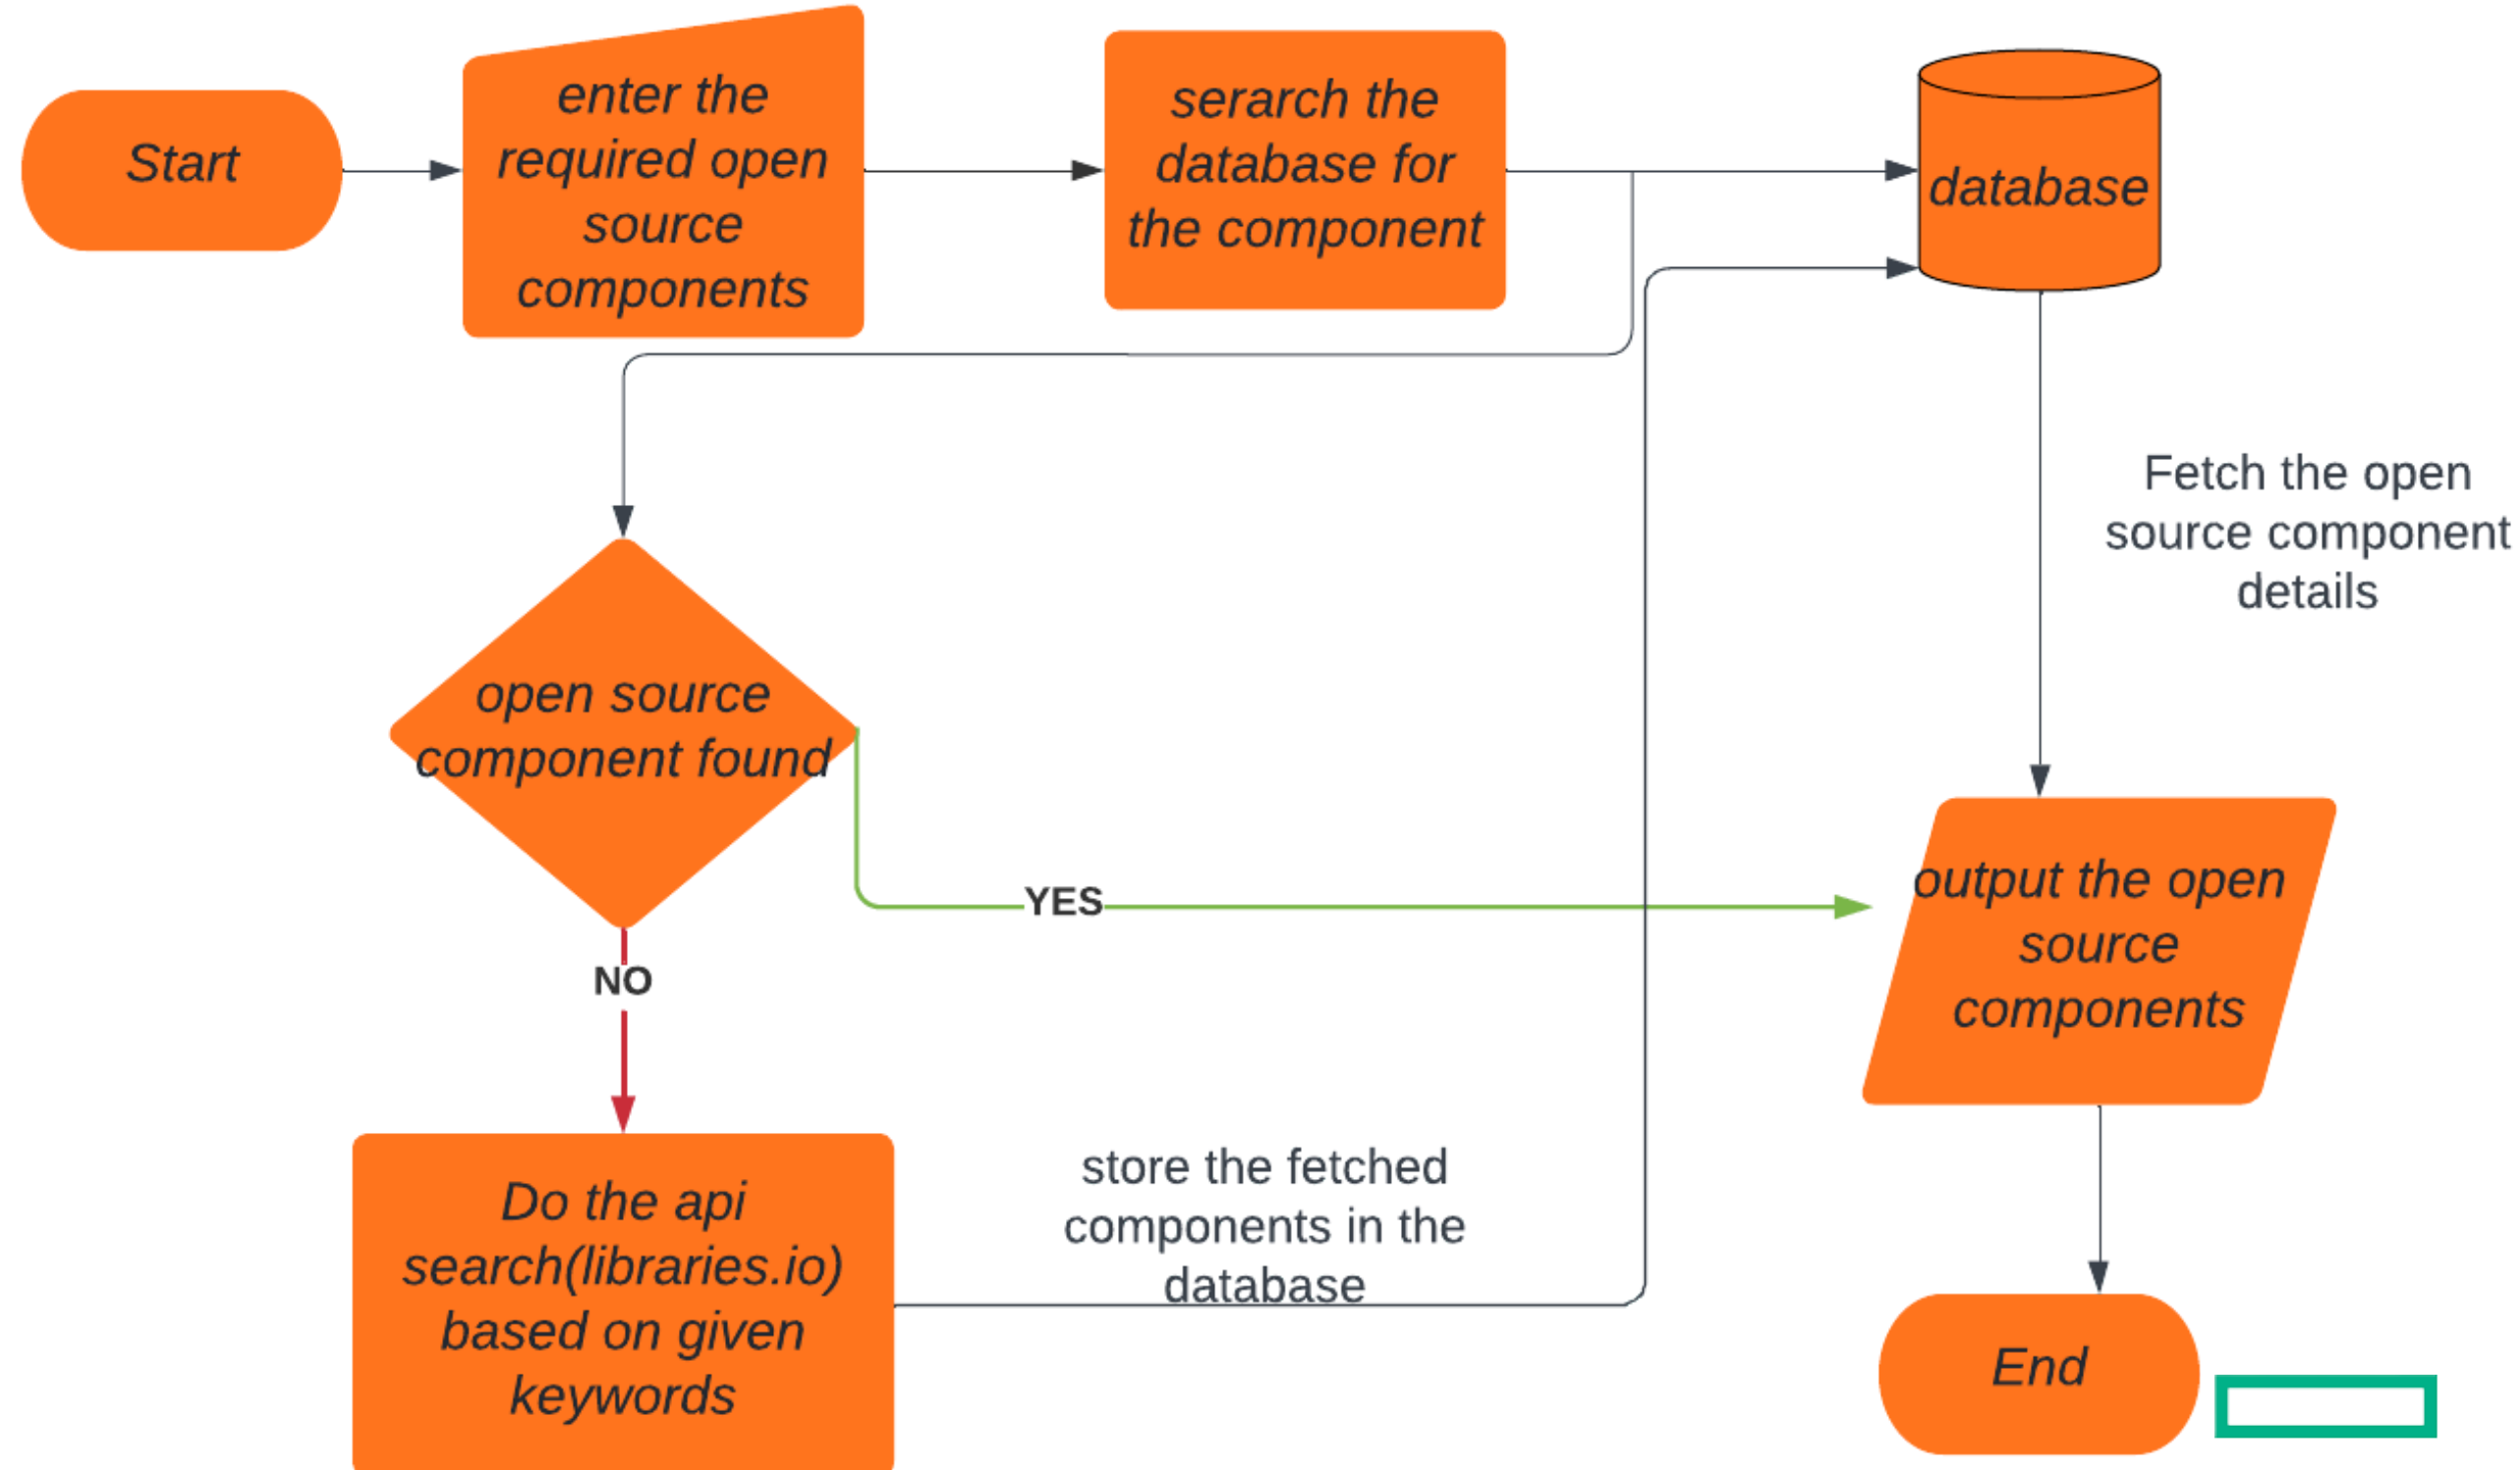 Start
enter the
required open
source
components
serarch the
database for
the component
database
Fetch the open
source component
details
open source
component found
YES
NO
output the open
source
components
Do the api
search(libraries.io)
based on given
keywords
store the fetched
components in the
database
End